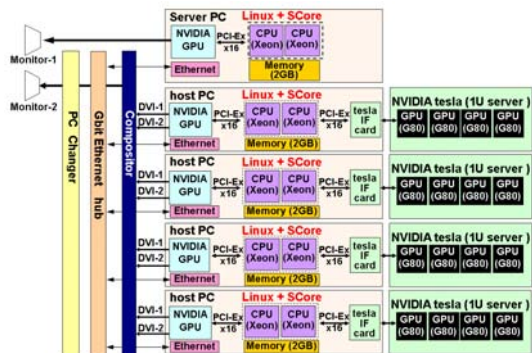 Server PC
Linux + SCore
NVIDIA
GPU
PCI-Ex
x16
CPU
(Xeon)
CPU
(Xeon)
Ethernet
Memory
(2GB)
Monitor-1
Monitor-2
PC Changer
Gbit Ethernet hub
Compositor
host PC
Linux + SCore
DVI-1
DVI-2
NVIDIA
GPU
PCI-Ex
x16
CPU
(Xeon)
CPU
(Xeon)
PCI-Ex
x16
tesla
IF
card
Ethernet
Memory (2GB)
NVIDIA tesla (1U server)
GPU
(G80)
GPU
(G80)
GPU
(G80)
GPU
(G80)
host PC
Linux + SCore
DVI-1
DVI-2
NVIDIA
GPU
PCI-Ex
x16
CPU
(Xeon)
CPU
(Xeon)
PCI-Ex
x16
tesla
IF
card
Ethernet
Memory (2GB)
NVIDIA tesla (1U server)
GPU
(G80)
GPU
(G80)
GPU
(G80)
GPU
(G80)
host PC
Linux + SCore
DVI-1
DVI-2
NVIDIA
GPU
PCI-Ex
x16
CPU
(Xeon)
CPU
(Xeon)
PCI-Ex
x16
tesla
IF
card
Ethernet
Memory (2GB)
NVIDIA tesla (1U server)
GPU
(G80)
GPU
(G80)
GPU
(G80)
GPU
(G80)
host PC
Linux + SCore
DVI-1
DVI-2
NVIDIA
GPU
PCI-Ex
x16
CPU
(Xeon)
CPU
(Xeon)
PCI-Ex
x16
tesla
IF
card
Ethernet
Memory (2GB)
NVIDIA tesla (1U server)
GPU
(G80)
GPU
(G80)
GPU
(G80)
GPU
(G80)